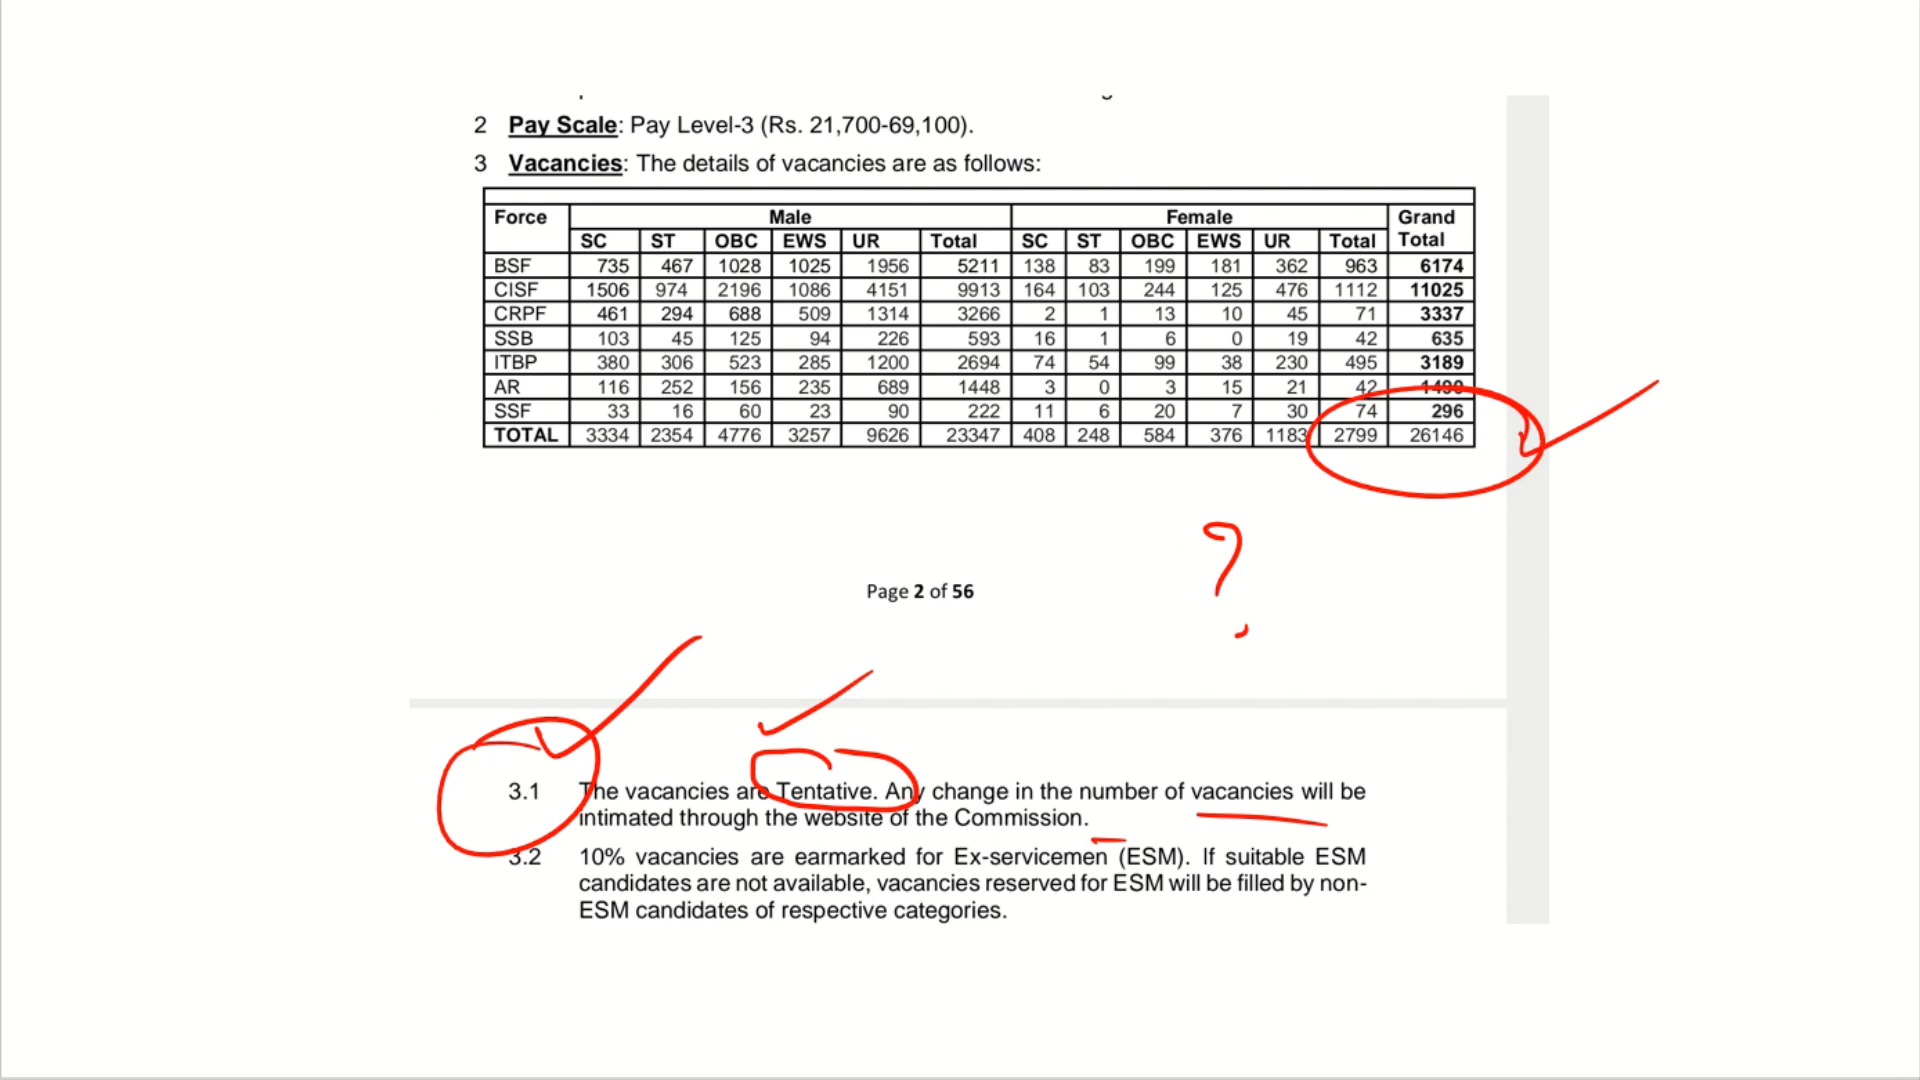 2 Pay Scale: Pay Level-3 (Rs. 21,700-69,100).
3 Vacancies: The details of vacancies are as follows:
Force Male Female Grand Total
SC ST OBC EWS UR Total SC ST OBC EWS UR Total
BSF 735 467 1028 1025 1956 5211 138 83 199 181 362 963 6174
CISF 1506 974 2196 1086 4151 9913 164 103 244 125 476 1112 11025
CRPF 461 294 688 509 1314 3266 2 1 13 10 45 71 3337
SSB 103 45 125 94 226 593 16 1 6 0 19 42 635
ITBP 380 306 523 285 1200 2694 74 54 99 38 230 495 3189
AR 116 252 156 235 689 1448 3 0 3 15 21 42 1490
SSF 33 16 60 23 90 222 11 6 20 7 30 74 296
TOTAL 3334 2354 4776 3257 9626 23347 408 248 584 376 1183 2799 26146
?
Page 2 of 56
3.1 The vacancies are Tentative. Any change in the number of vacancies will be
intimated through the website of the Commission.
3.2 10% vacancies are earmarked for Ex-servicemen (ESM). If suitable ESM
candidates are not available, vacancies reserved for ESM will be filled by non-
ESM candidates of respective categories.